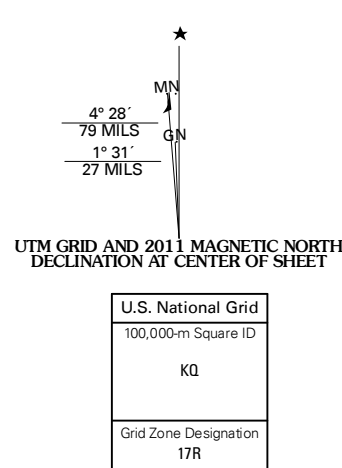 ★
MN
4° 28´
79 MILS
GN
1° 31´
27 MILS
UTM GRID AND 2011 MAGNETIC NORTH
DECLINATION AT CENTER OF SHEET
U.S. National Grid
100,000-m Square ID
KQ
Grid Zone Designation
17R